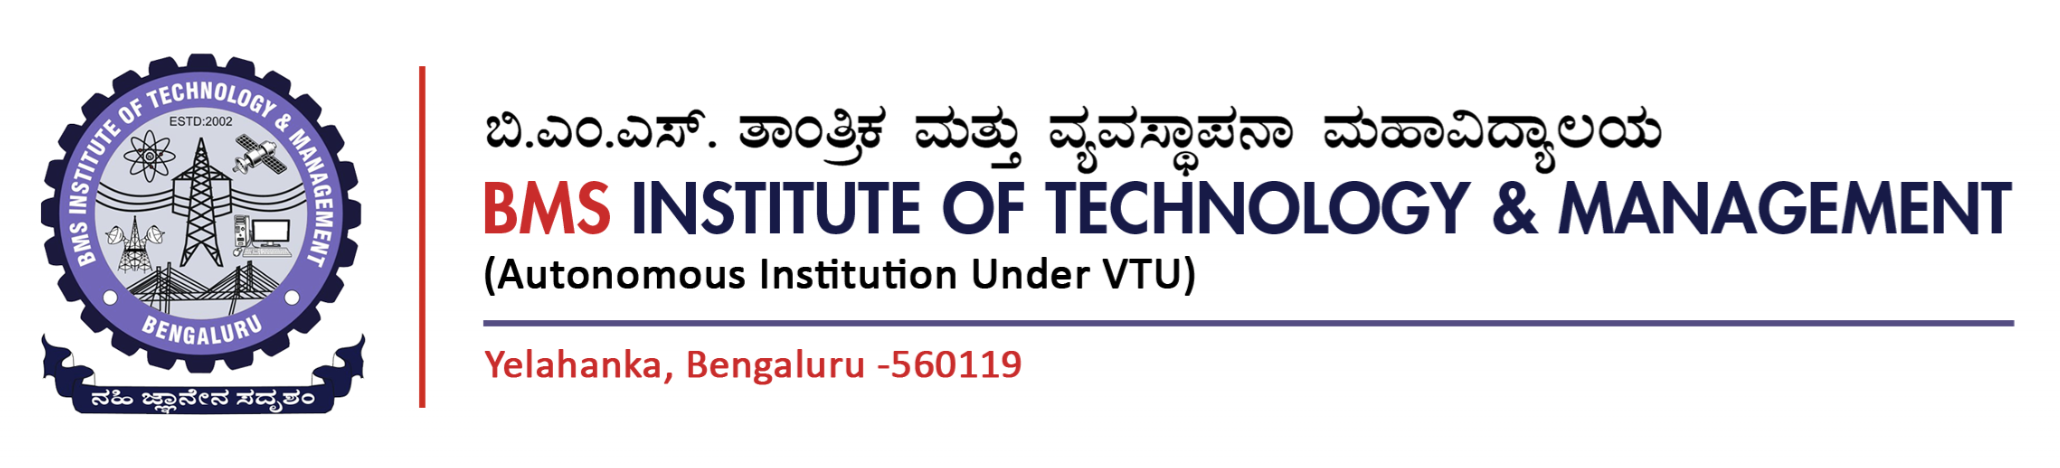 BMS INSTITUTE OF TECHNOLOGY & MANAGEMENT
ESTD:2002
BENGALURU
ನಹಿ ಜ್ಞಾನೇನ ಸದೃಶಂ
ಬಿ.ಎಂ.ಎಸ್. ತಾಂತ್ರಿಕ ಮತ್ತು ವ್ಯವಸ್ಥಾಪನಾ ಮಹಾವಿದ್ಯಾಲಯ
BMS INSTITUTE OF TECHNOLOGY & MANAGEMENT
(Autonomous Institution Under VTU)
Yelahanka, Bengaluru -560119